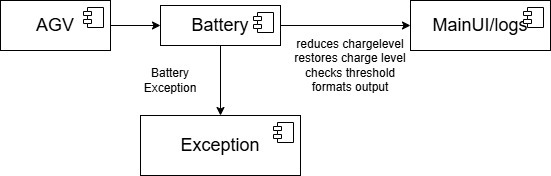 AGV
Battery
MainUI/logs
reduces chargelevel
restores charge level
checks threshold
formats output
Battery
Exception
Exception